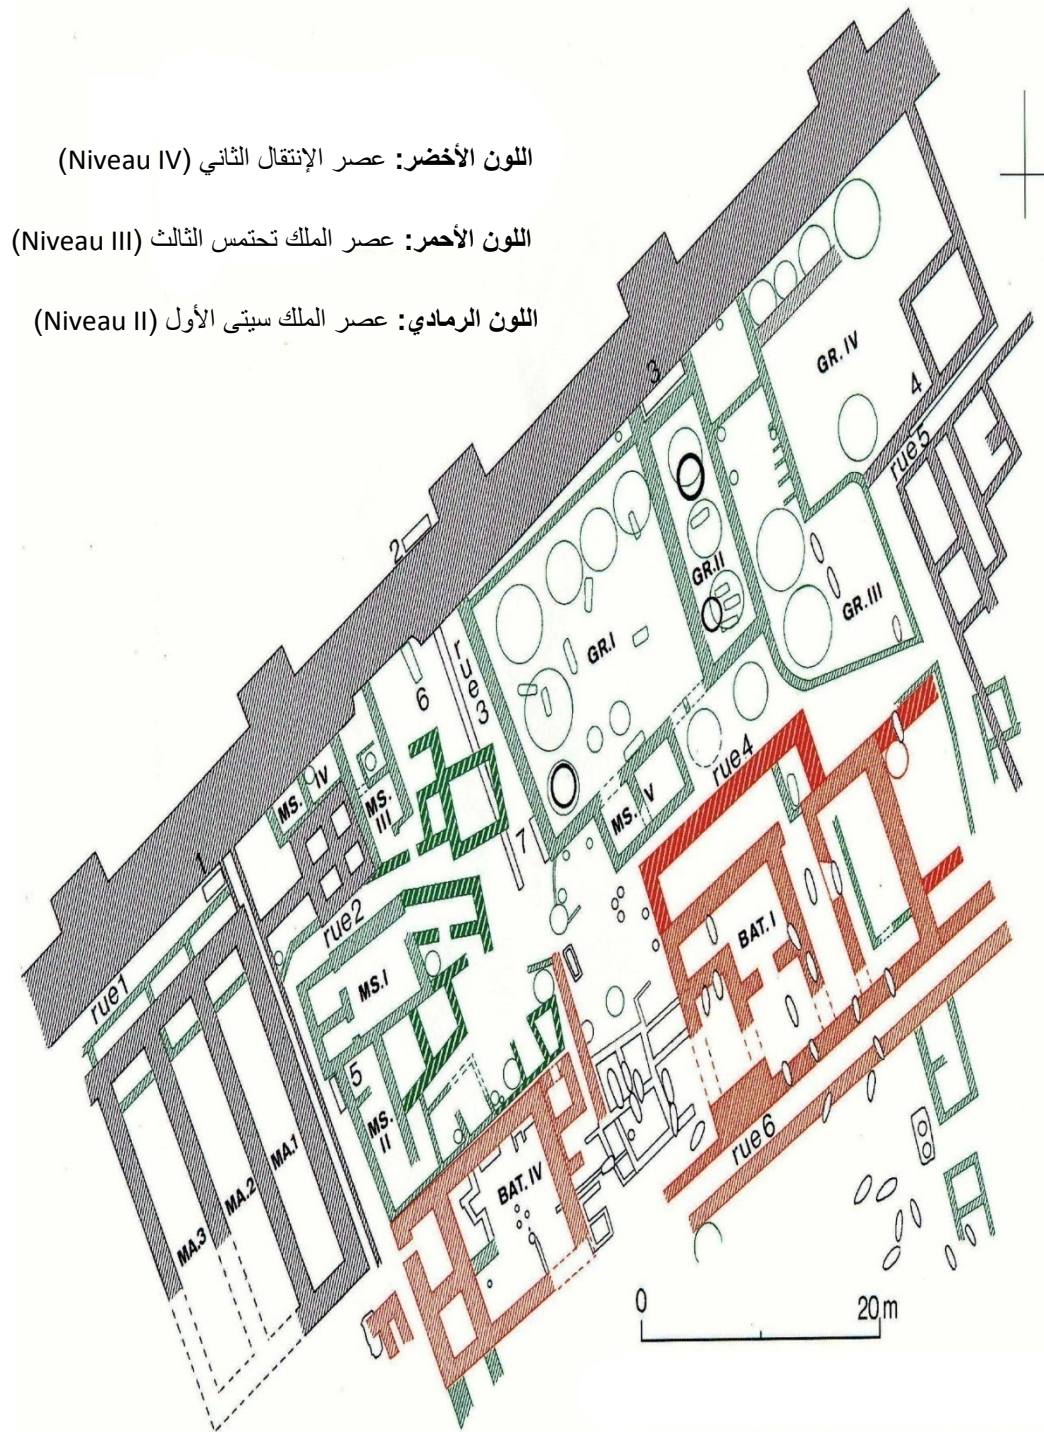 اللون الأخضر: عصر الإنتقال الثاني (Niveau IV)
اللون الأحمر: عصر الملك تحتمس الثالث (Niveau III)
اللون الرمادي: عصر الملك سيتى الأول (Niveau II)
GR. IV
3
4
rue5
2
GR.II
GR.III
GR.I
rue3
6
MS. IV
MS. III
MS. V
rue4
7
1
rue2
BAT. I
rue1
MS.I
5
MS. II
rue6
MA.1
BAT. IV
MA.2
MA.3
0
20m